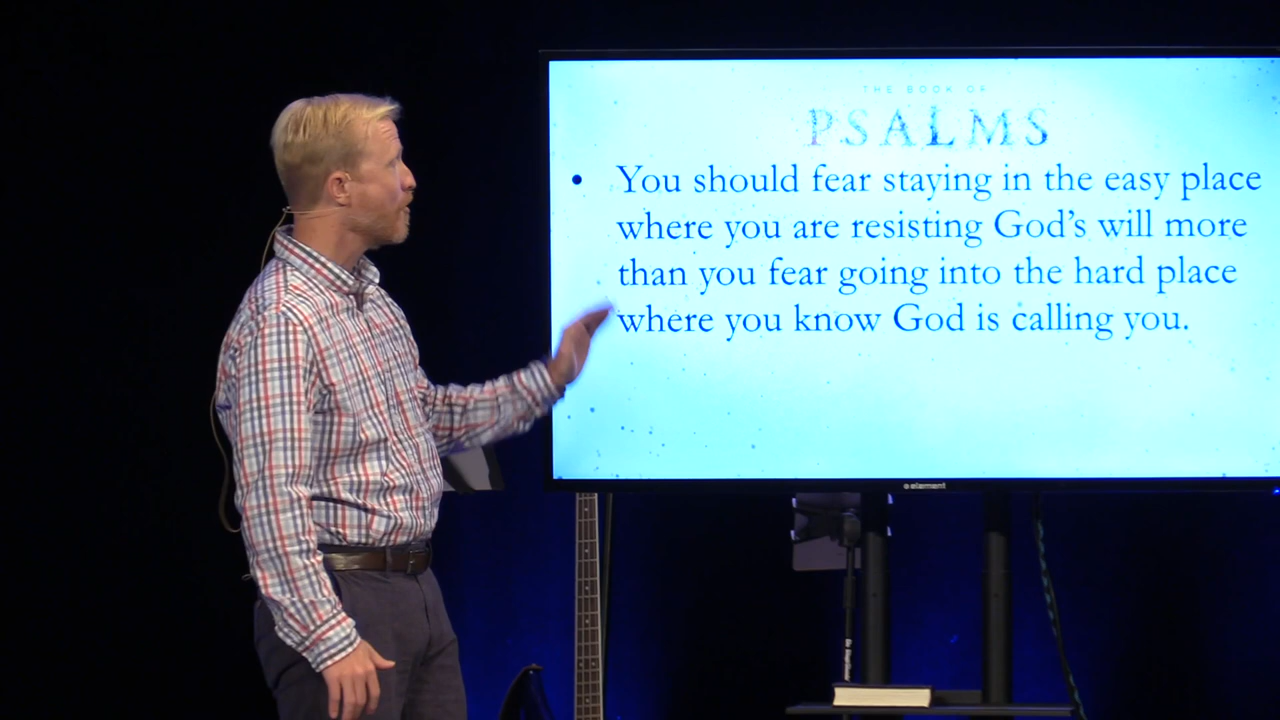 THE BOOK OF
PSALMS
• You should fear staying in the easy place
where you are resisting God's will more
than you fear going into the hard place
where you know God is calling you.
element